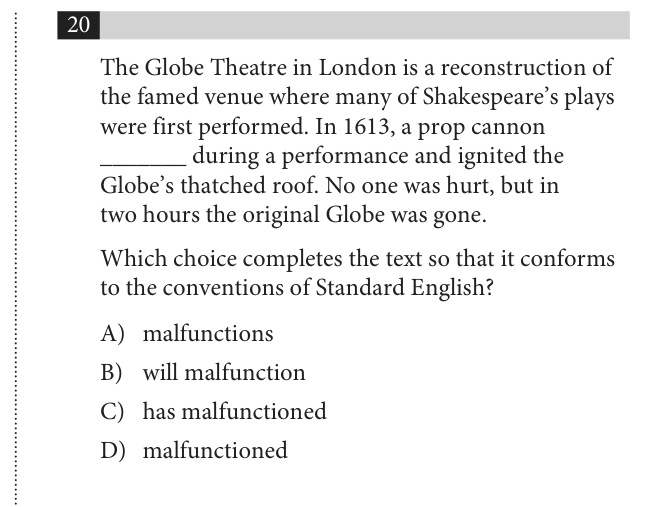 20
The Globe Theatre in London is a reconstruction of
the famed venue where many of Shakespeare’s plays
were first performed. In 1613, a prop cannon
_______ during a performance and ignited the
Globe’s thatched roof. No one was hurt, but in
two hours the original Globe was gone.
Which choice completes the text so that it conforms
to the conventions of Standard English?
A) malfunctions
B) will malfunction
C) has malfunctioned
D) malfunctioned